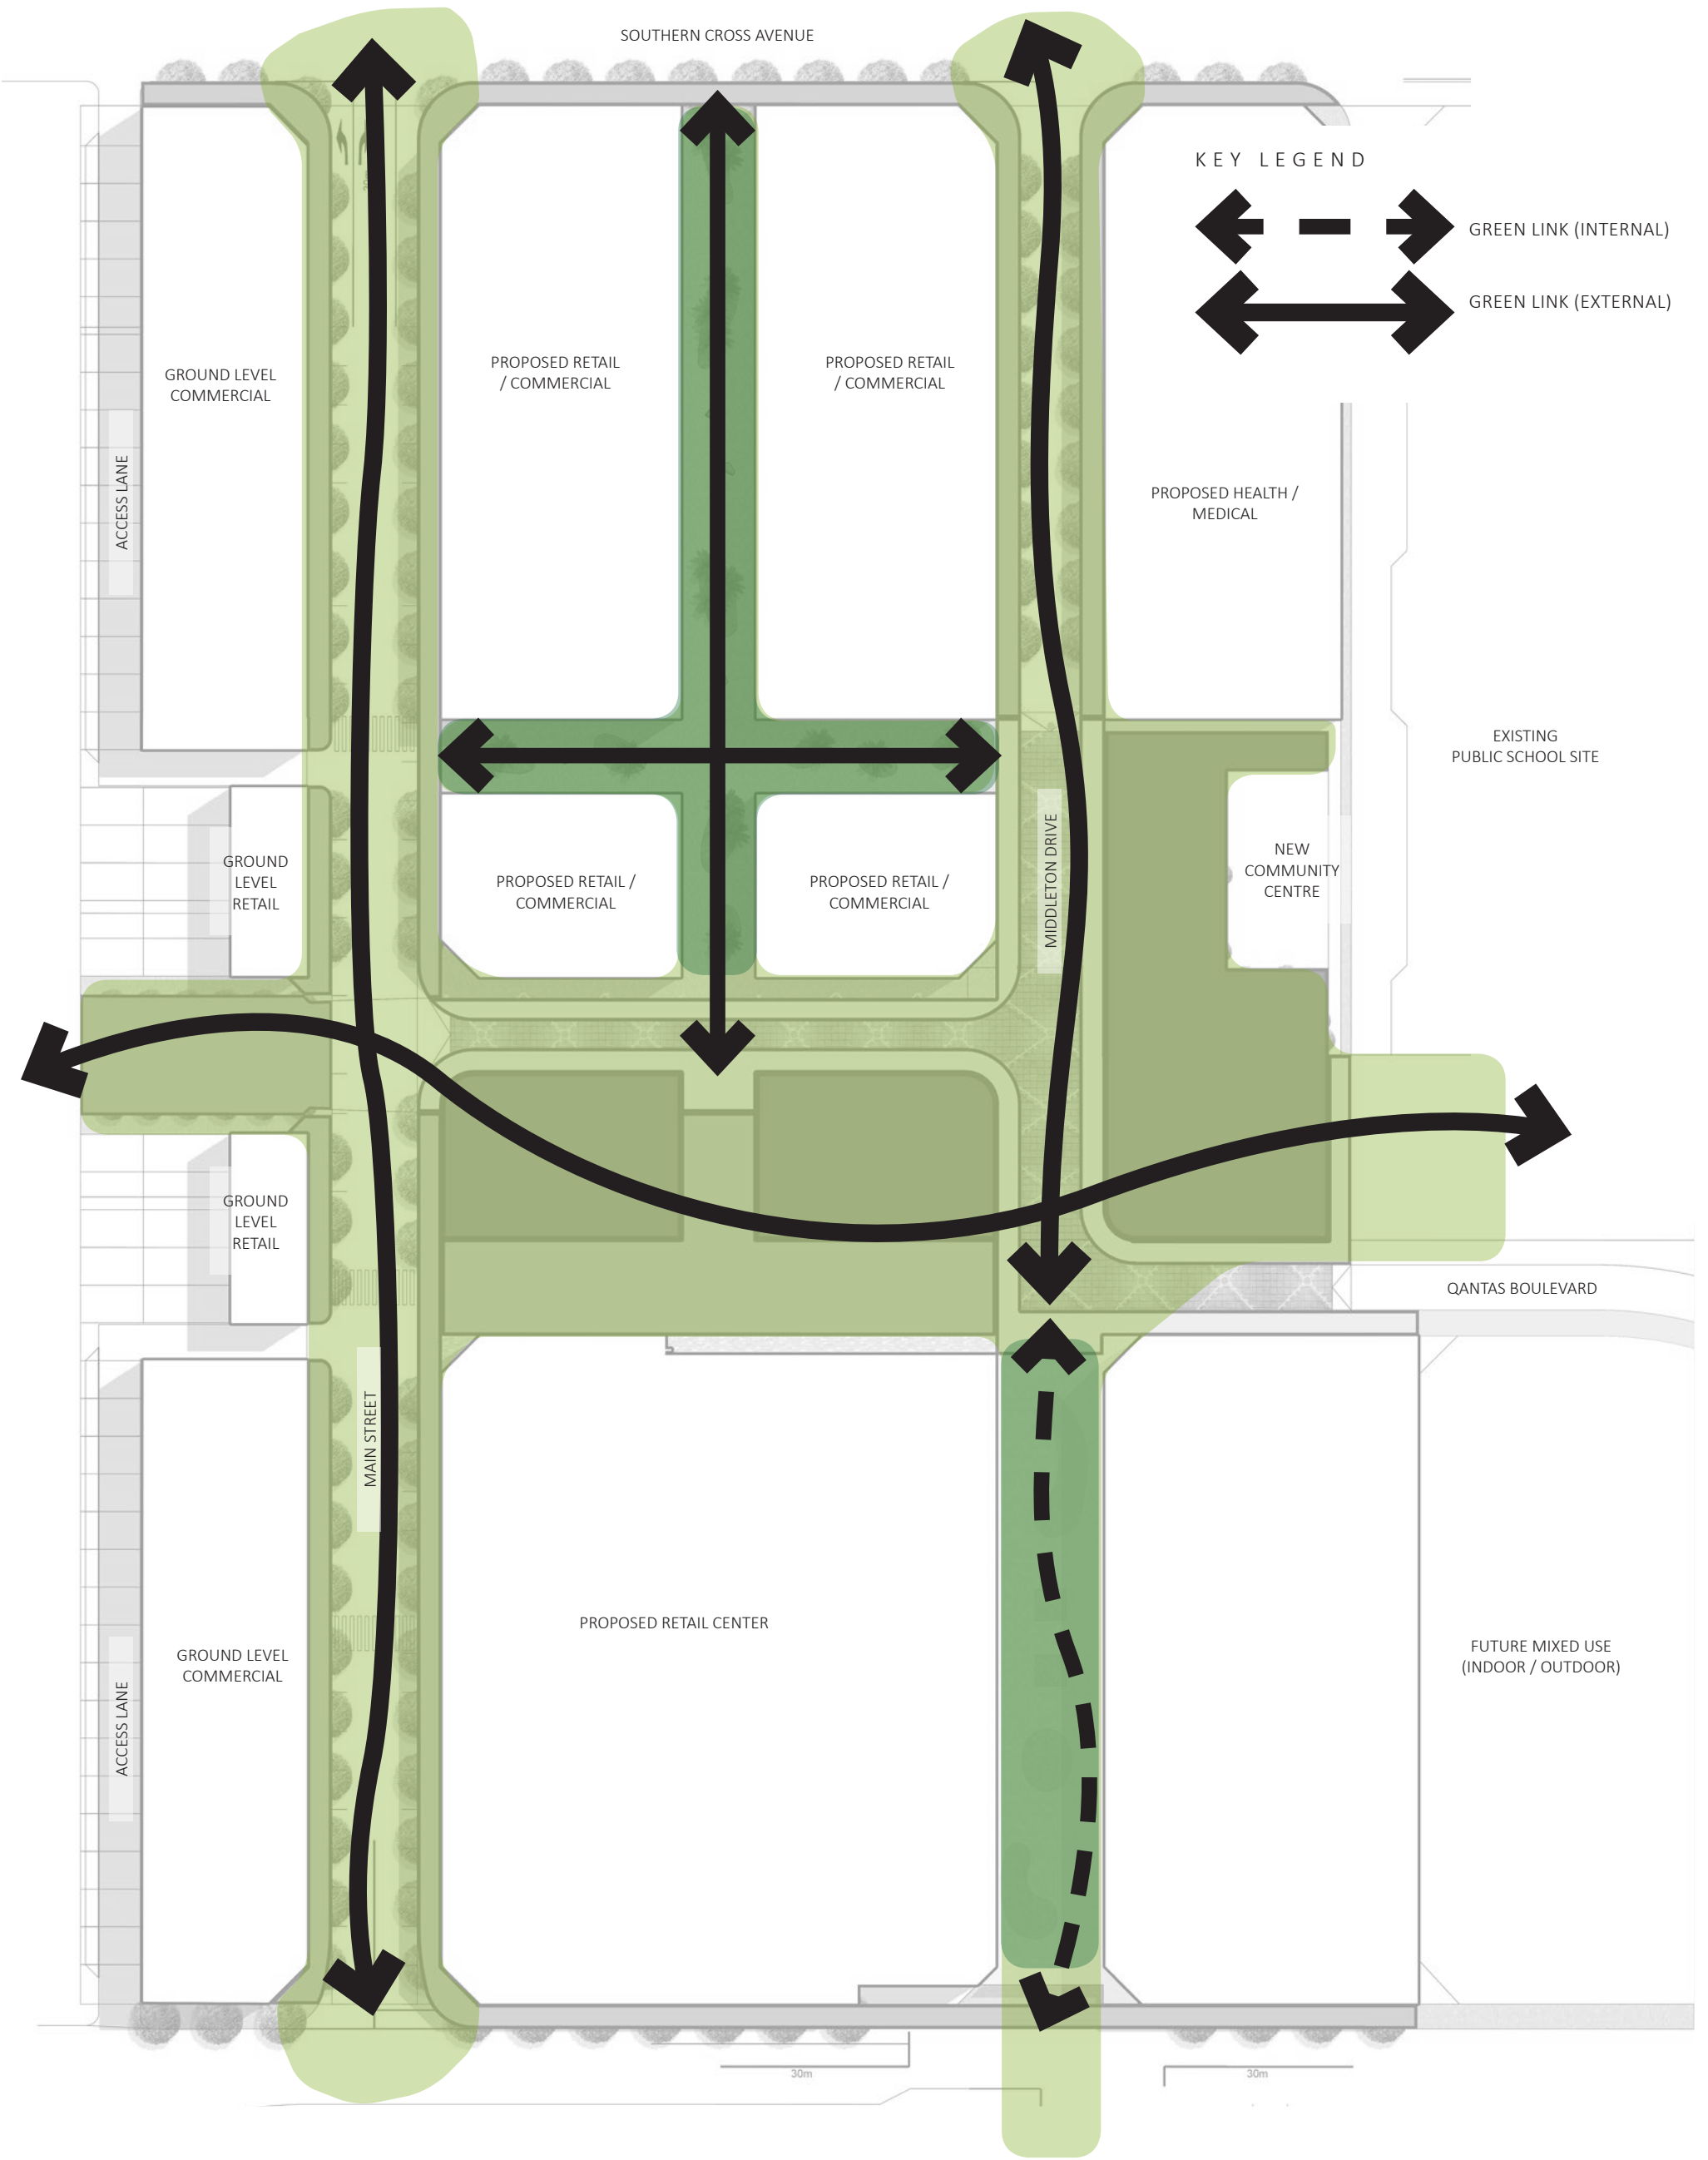 SOUTHERN CROSS AVENUE
KEY LEGEND
GREEN LINK (INTERNAL)
GREEN LINK (EXTERNAL)
GROUND LEVEL
COMMERCIAL
PROPOSED RETAIL
/ COMMERCIAL
PROPOSED RETAIL
/ COMMERCIAL
ACCESS LANE
PROPOSED HEALTH /
MEDICAL
EXISTING
PUBLIC SCHOOL SITE
GROUND
LEVEL
RETAIL
PROPOSED RETAIL /
COMMERCIAL
PROPOSED RETAIL /
COMMERCIAL
MIDDLETON DRIVE
NEW
COMMUNITY
CENTRE
GROUND
LEVEL
RETAIL
QANTAS BOULEVARD
MAIN STREET
PROPOSED RETAIL CENTER
GROUND LEVEL
COMMERCIAL
FUTURE MIXED USE
(INDOOR / OUTDOOR)
ACCESS LANE
30m
30m